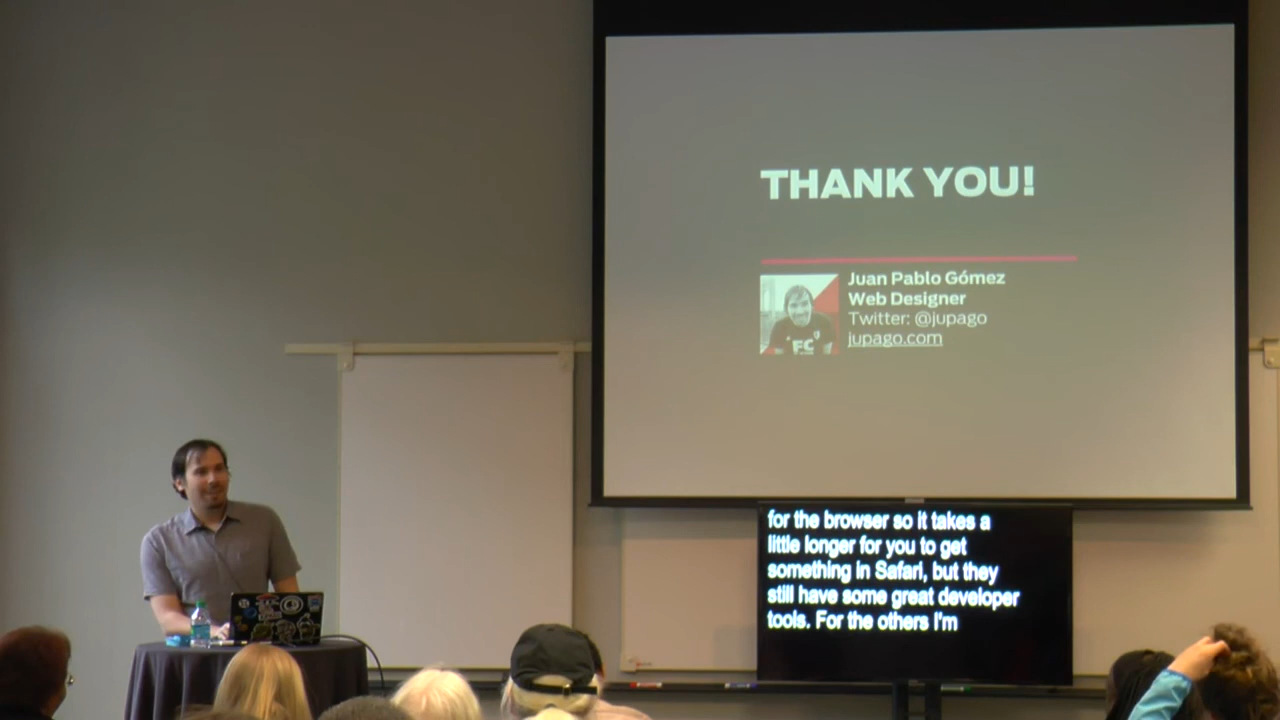 THANK YOU!
Juan Pablo Gómez
Web Designer
Twitter: @jupago
jupago.com
FC
for the browser so it takes a
little longer for you to get
something in Safari, but they
still have some great developer
tools. For the others I'm